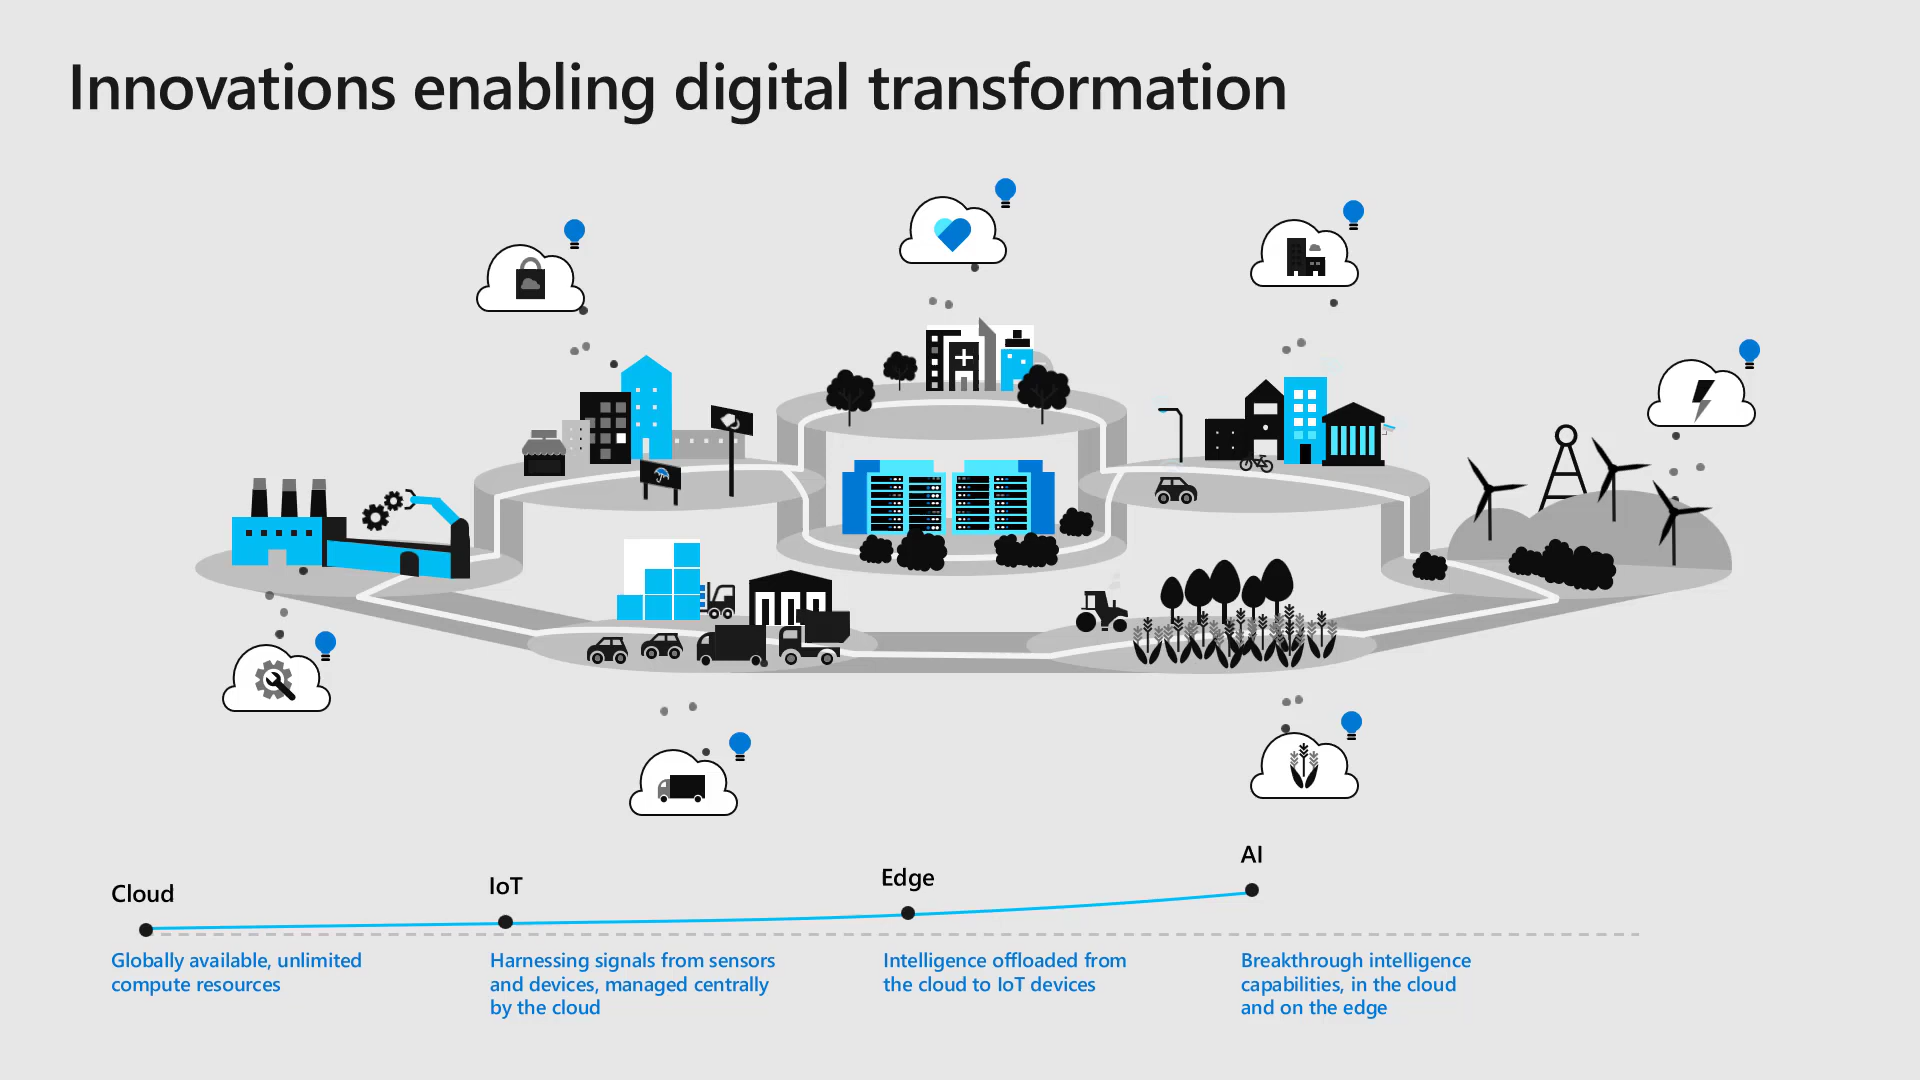 Innovations enabling digital transformation
Cloud
Globally available, unlimited
compute resources
IoT
Harnessing signals from sensors
and devices, managed centrally
by the cloud
Edge
Intelligence offloaded from
the cloud to IoT devices
AI
Breakthrough intelligence
capabilities, in the cloud
and on the edge